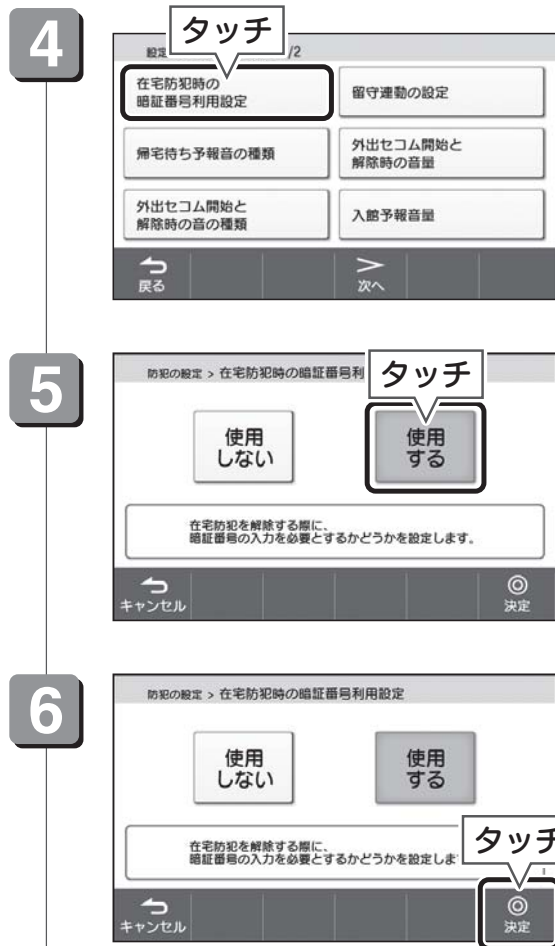 4
タッチ
設定
/2
在宅防犯時の
暗証番号利用設定
留守連動の設定
帰宅待ち予報音の種類
外出セコム開始と
解除時の音量
外出セコム開始と
解除時の音の種類
入館予報音量
戻る
次へ
5
防犯の設定 > 在宅防犯時の暗証番号利
タッチ
使用
しない
使用
する
在宅防犯を解除する際に、
暗証番号の入力を必要とするかどうかを設定します。
キャンセル
決定
6
防犯の設定 > 在宅防犯時の暗証番号利用設定
使用
しない
使用
する
在宅防犯を解除する際に、
暗証番号の入力を必要とするかどうかを設定しま
タッチ
キャンセル
決定